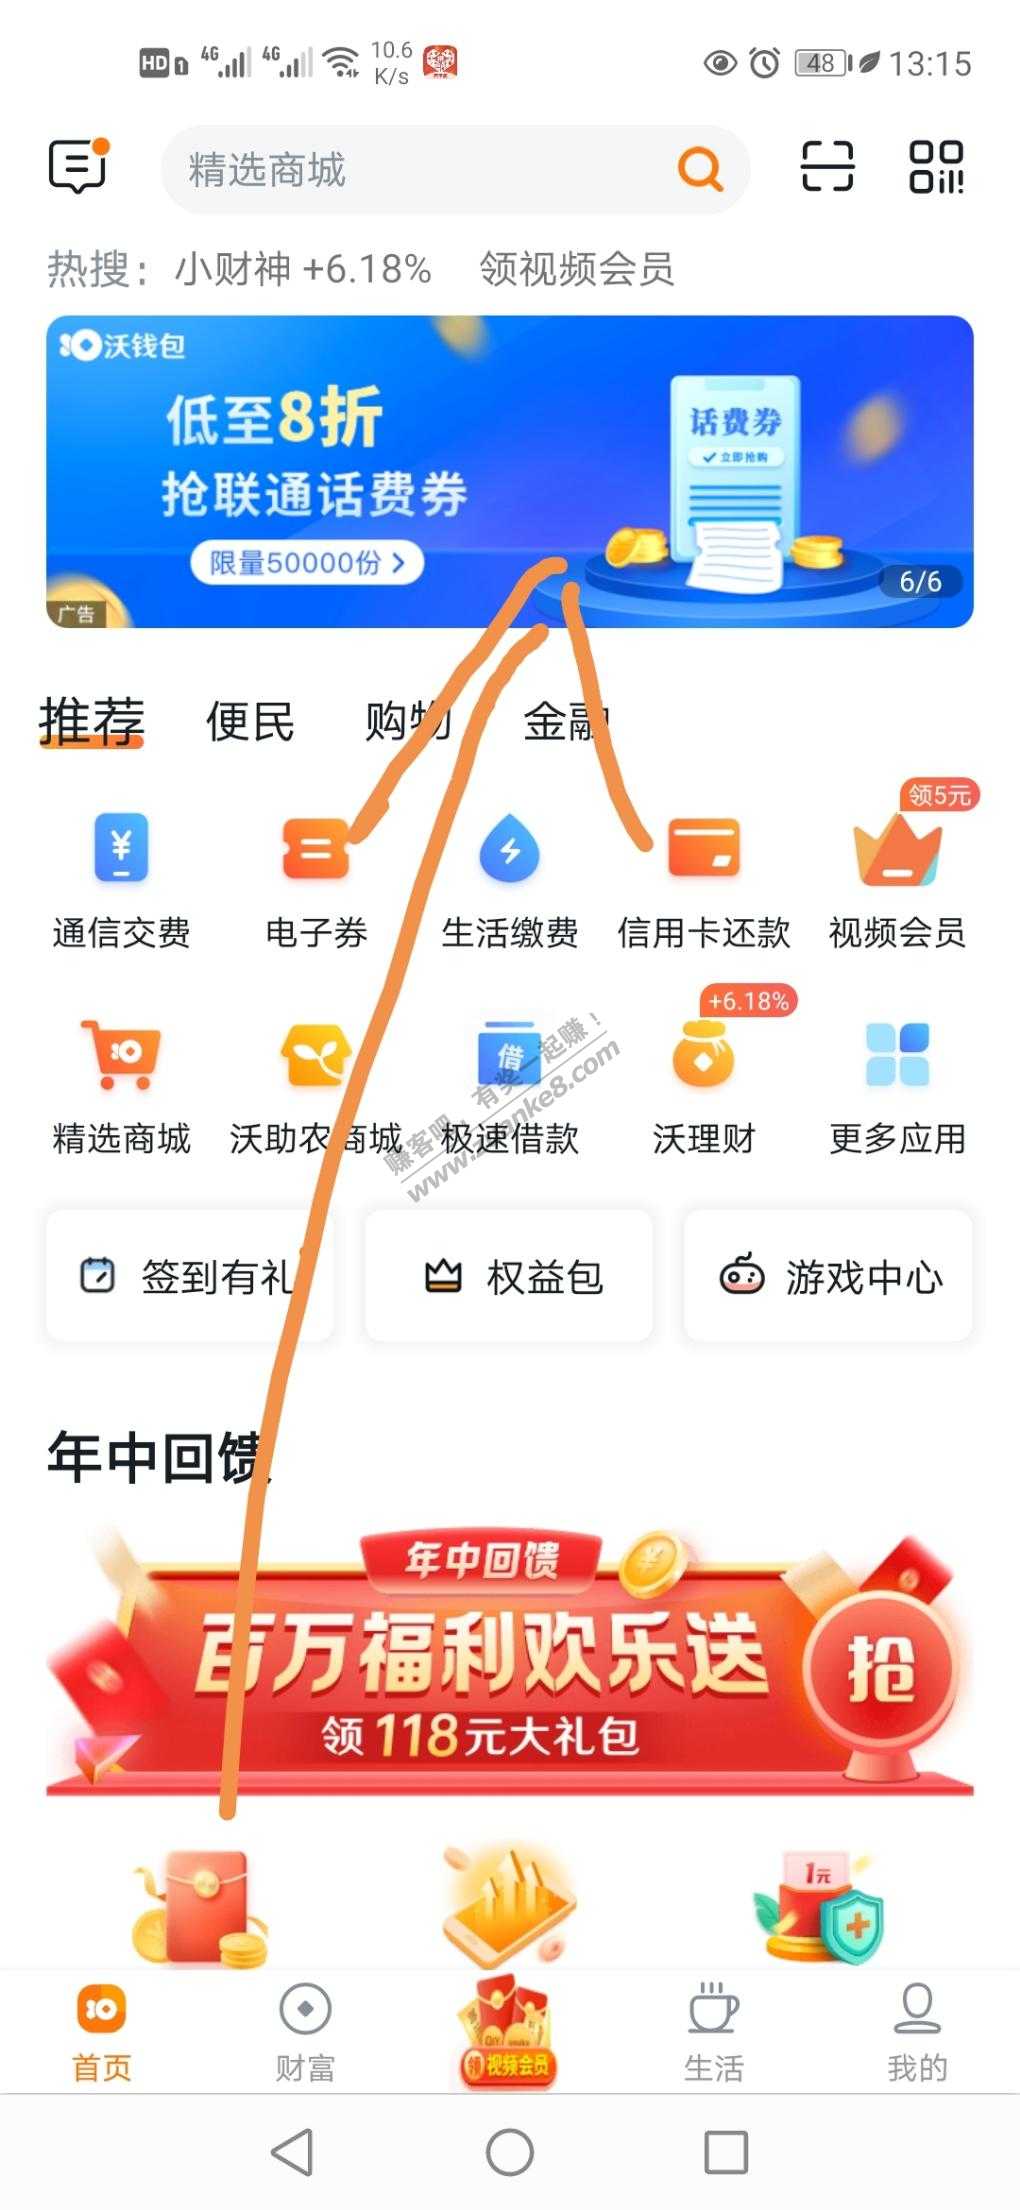 HD 1 4G 4G 10.6 K/s 48 13:15
精选商城
热搜： 小财神 +6.18% 领视频会员
沃钱包
低至8折
话费券
立即抢购
抢联通话费券
限量50000份
6/6
广告
推荐 便民 购物 金融
领5元
通信交费 电子券 生活缴费 信用卡还款 视频会员
+6.18%
借
精选商城 沃助农商城 极速借款 沃理财 更多应用
赚客吧，有奖一起赚！
www.zuanke8.com
签到有礼 权益包 游戏中心
年中回馈
年中回馈
百万福利欢乐送
抢
领118元大礼包
1元
领 视频会员
首页 财富 生活 我的